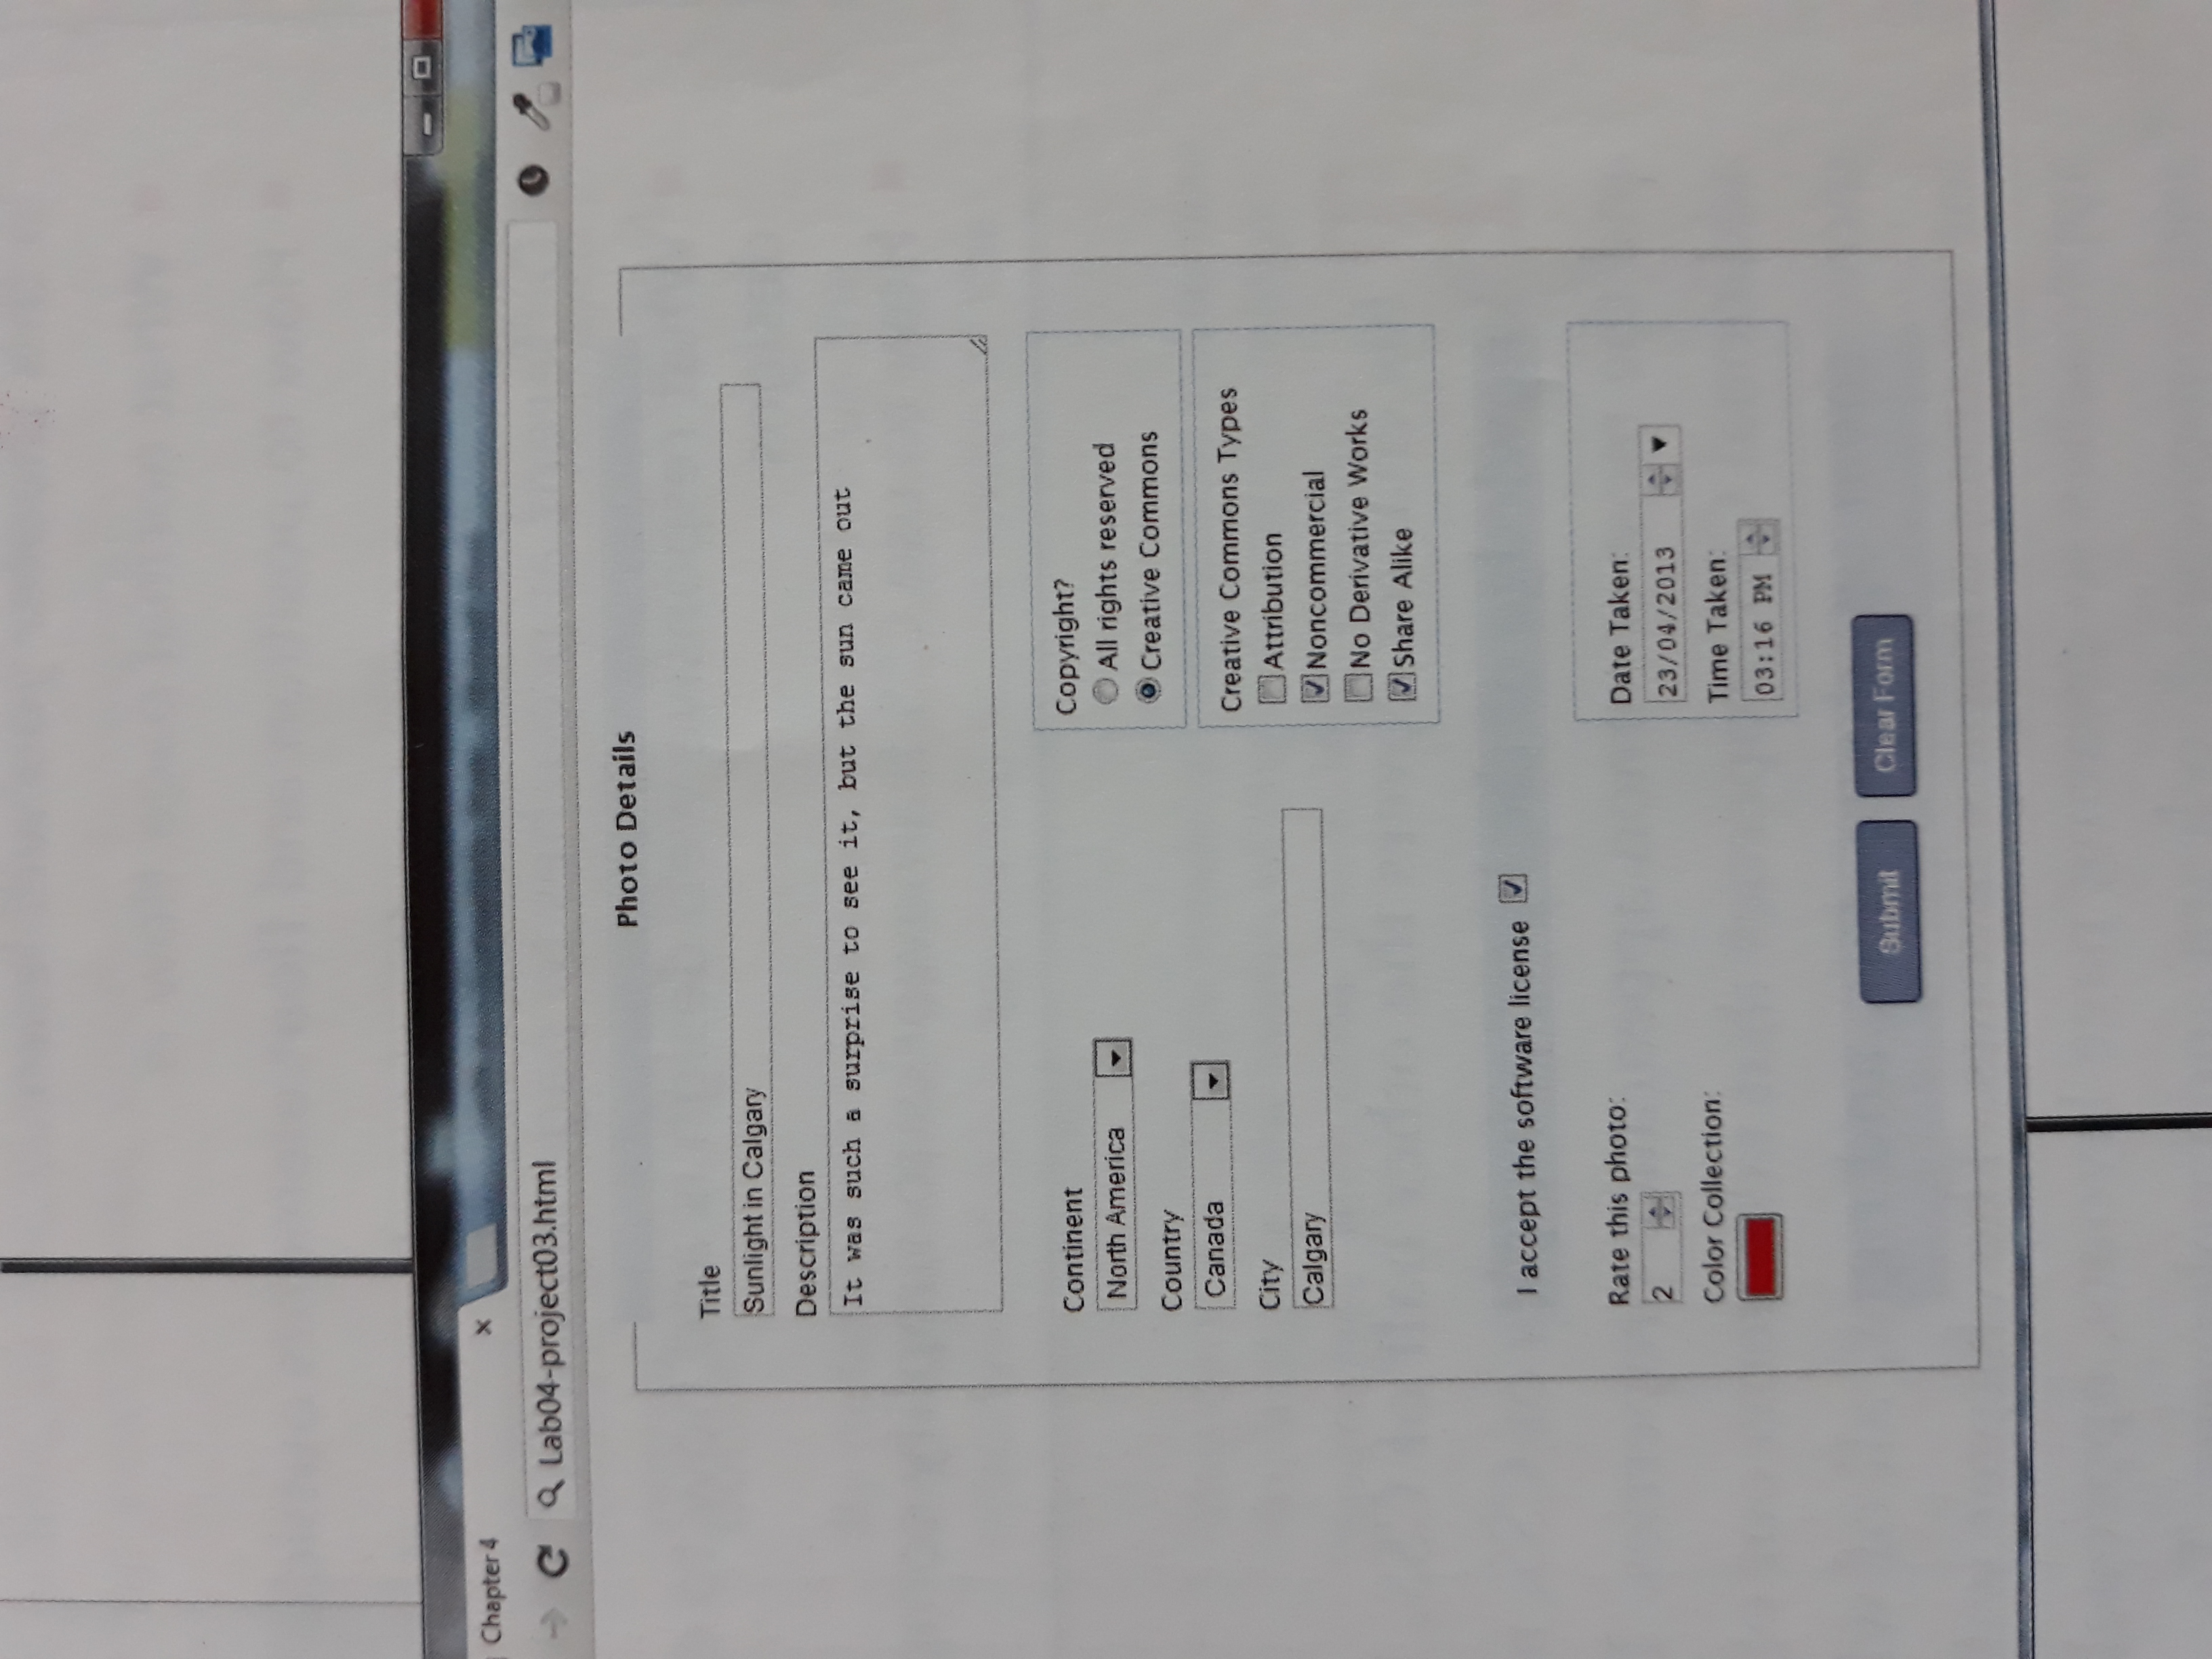 Chapter 4
Lab04-project03.html
Photo Details
Title
Sunlight in Calgary
Description
It was such a surprise to see it, but the sun came out
Continent
North America
Country
Canada
City
Calgary
Copyright?
All rights reserved
Creative Commons
Creative Commons Types
Attribution
Noncommercial
No Derivative Works
Share Alike
I accept the software license
Rate this photo:
2
Color Collection:
Date Taken:
23/04/2013
Time Taken:
03:16 PM
Submit
Clear Form